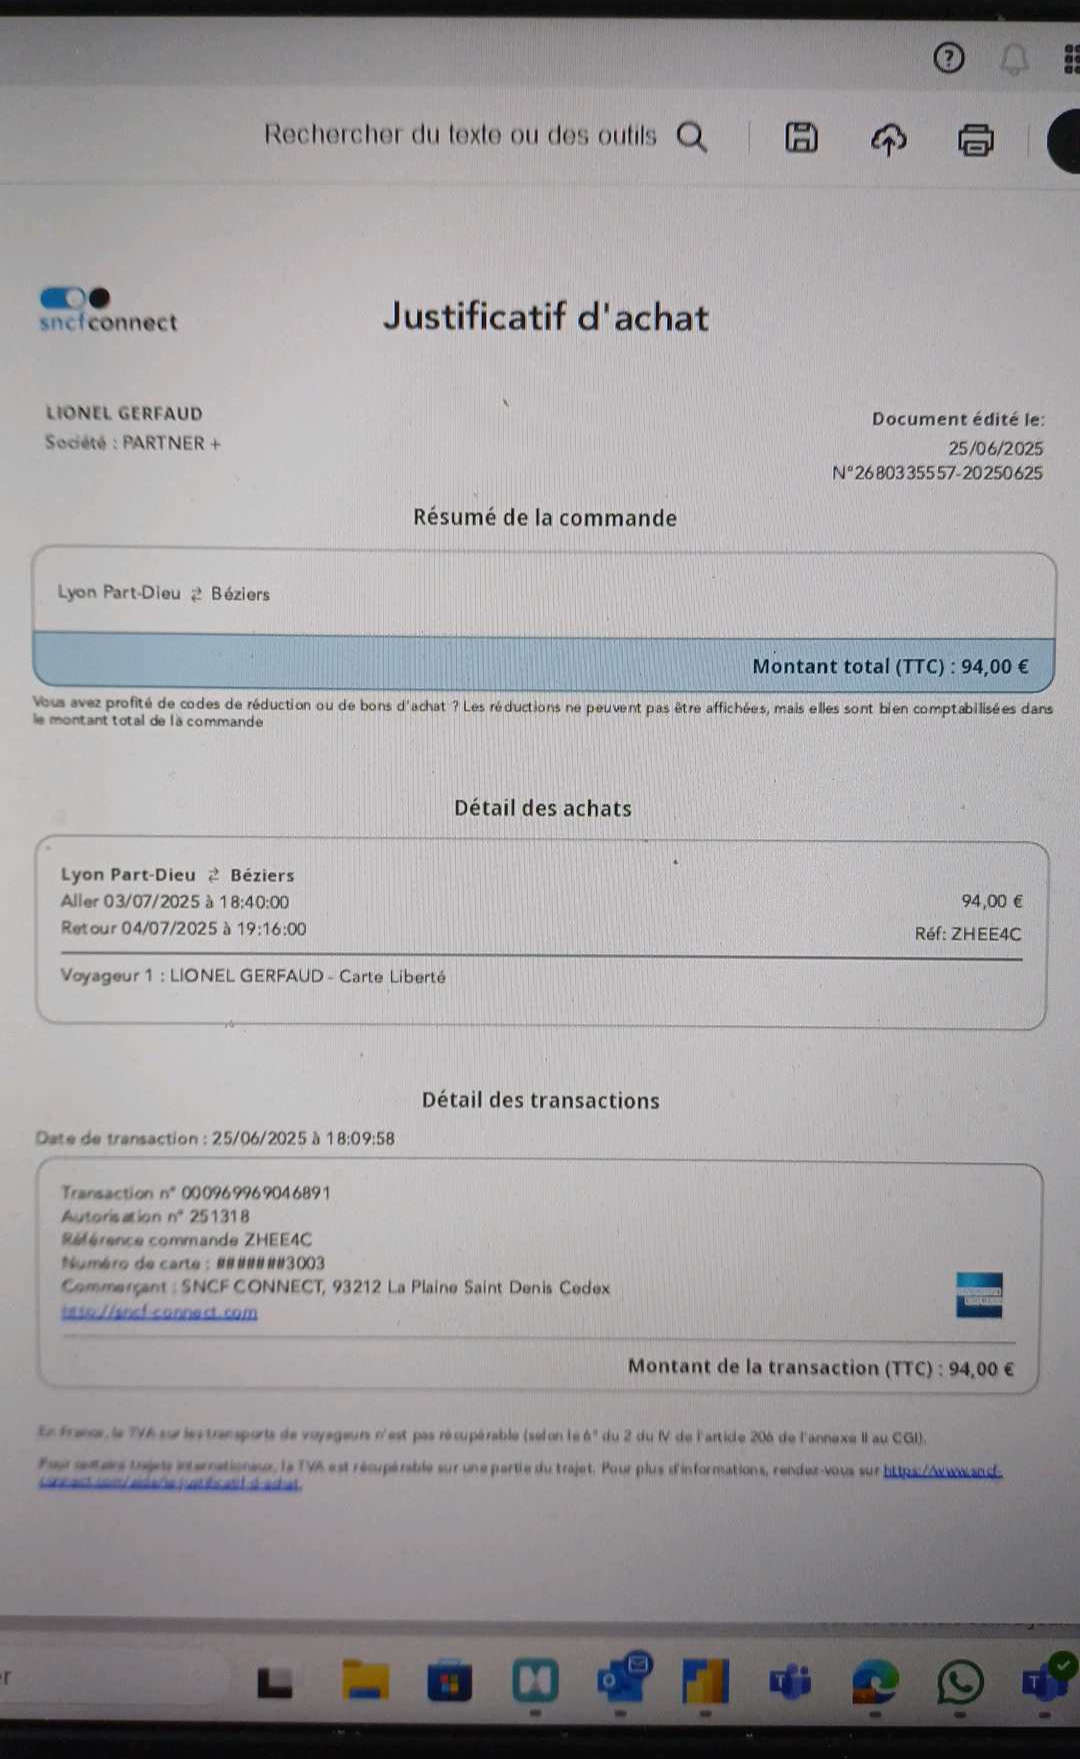 Rechercher du texte ou des outils
sncf connect
Justificatif d'achat
LIONEL GERFAUD
Société : PARTNER +
Document édité le:
25/06/2025
N°2680335557-20250625
Résumé de la commande
Lyon Part-Dieu ⇄ Béziers
Montant total (TTC) : 94,00 €
Vous avez profité de codes de réduction ou de bons d'achat ? Les réductions ne peuvent pas être affichées, mais elles sont bien comptabilisées dans
le montant total de la commande
Détail des achats
Lyon Part-Dieu ⇄ Béziers
Aller 03/07/2025 à 18:40:00
94,00 €
Retour 04/07/2025 à 19:16:00
Réf: ZHEE4C
Voyageur 1 : LIONEL GERFAUD - Carte Liberté
Détail des transactions
Date de transaction : 25/06/2025 à 18:09:58
Transaction n° 000969969046891
Autorisation n° 251318
Référence commande ZHEE4C
Numéro de carte : #######3003
Commerçant : SNCF CONNECT, 93212 La Plaine Saint Denis Cedex
http://sncf-connect.com
Montant de la transaction (TTC) : 94,00 €
En France, la TVA sur les transports de voyageurs n'est pas récupérable (selon le 6° du 2 du IV de l'article 206 de l'annexe II au CGI).
Pour certains trajets internationaux, la TVA est récupérable sur une partie du trajet. Pour plus d'informations, rendez-vous sur https://www.sncf-
connect.com/aide/le-justificatif-d-achat.